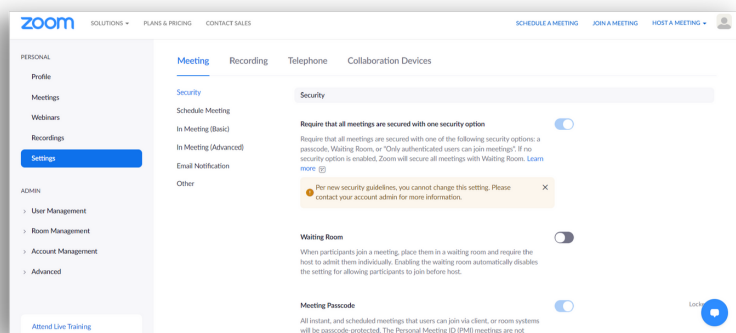 zoom
SOLUTIONS
PLANS & PRICING
CONTACT SALES
SCHEDULE A MEETING
JOIN A MEETING
HOST A MEETING
PERSONAL
Profile
Meetings
Webinars
Recordings
Settings
ADMIN
User Management
Room Management
Account Management
Advanced
Attend Live Training
Meeting
Recording
Telephone
Collaboration Devices
Security
Schedule Meeting
In Meeting (Basic)
In Meeting (Advanced)
Email Notification
Other
Security
Require that all meetings are secured with one security option
Require that all meetings are secured with one of the following security options: a
passcode, Waiting Room, or "Only authenticated users can join meetings". If no
security option is enabled, Zoom will secure all meetings with Waiting Room. Learn
more
Per new security guidelines, you cannot change this setting. Please
contact your account admin for more information.
Waiting Room
When participants join a meeting, place them in a waiting room and require the
host to admit them individually. Enabling the waiting room automatically disables
the setting for allowing participants to join before host.
Meeting Passcode
All instant, and scheduled meetings that users can join via client, or room systems
will be passcode-protected. The Personal Meeting ID (PMI) meetings are not